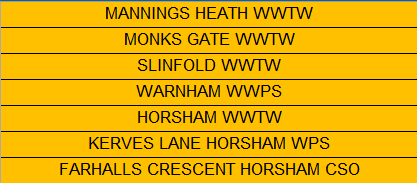 MANNINGS HEATH WWTW
MONKS GATE WWTW
SLINFOLD WWTW
WARNHAM WWPS
HORSHAM WWTW
KERVES LANE HORSHAM WPS
FARHALLS CRESCENT HORSHAM CSO